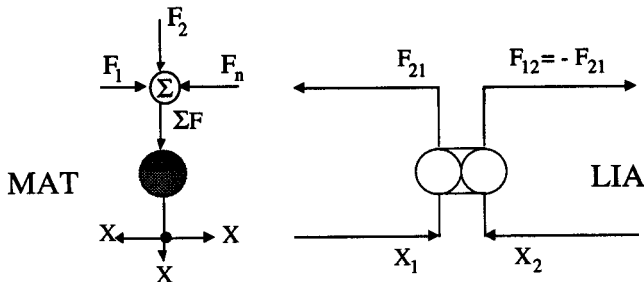 F₂
F₁
Fₙ
Σ
ΣF
MAT
X
X
X
F₂₁
F₁₂= - F₂₁
LIA
X₁
X₂